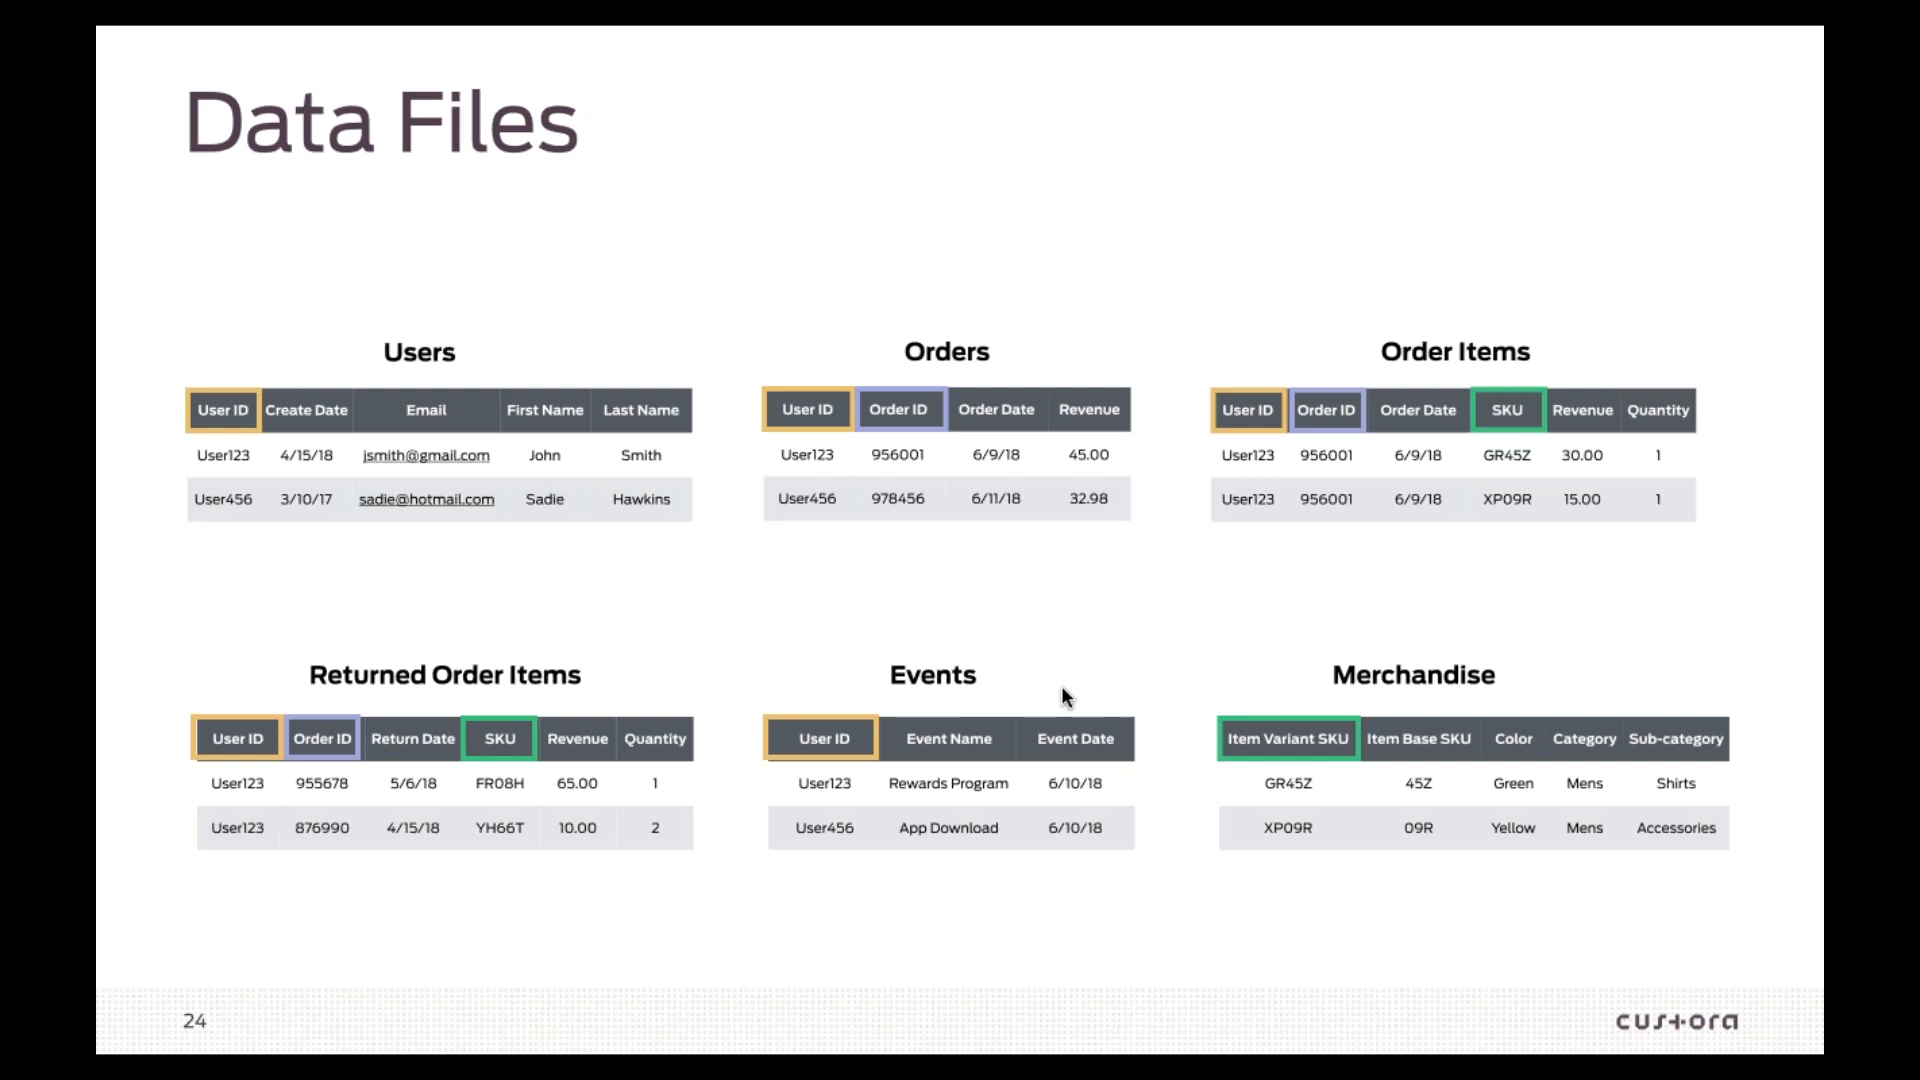 Data Files
Users
User ID Create Date Email First Name Last Name
User123 4/15/18 jsmith@gmail.com John Smith
User456 3/10/17 sadie@hotmail.com Sadie Hawkins
Orders
User ID Order ID Order Date Revenue
User123 956001 6/9/18 45.00
User456 978456 6/11/18 32.98
Order Items
User ID Order ID Order Date SKU Revenue Quantity
User123 956001 6/9/18 GR45Z 30.00 1
User123 956001 6/9/18 XP09R 15.00 1
Returned Order Items
User ID Order ID Return Date SKU Revenue Quantity
User123 955678 5/6/18 FR08H 65.00 1
User123 876990 4/15/18 YH66T 10.00 2
Events
User ID Event Name Event Date
User123 Rewards Program 6/10/18
User456 App Download 6/10/18
Merchandise
Item Variant SKU Item Base SKU Color Category Sub-category
GR45Z 45Z Green Mens Shirts
XP09R 09R Yellow Mens Accessories
24
custora